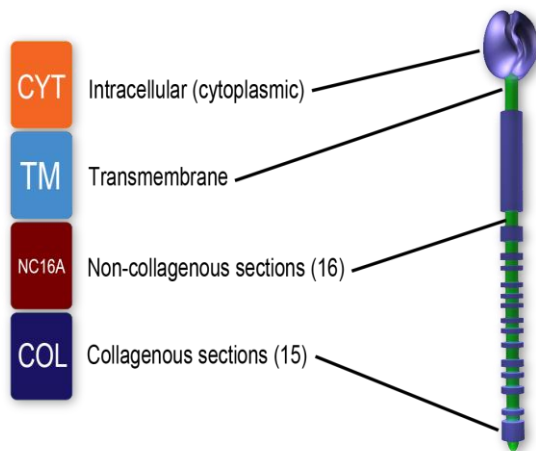 CYT Intracellular (cytoplasmic)
TM Transmembrane
NC16A Non-collagenous sections (16)
COL Collagenous sections (15)